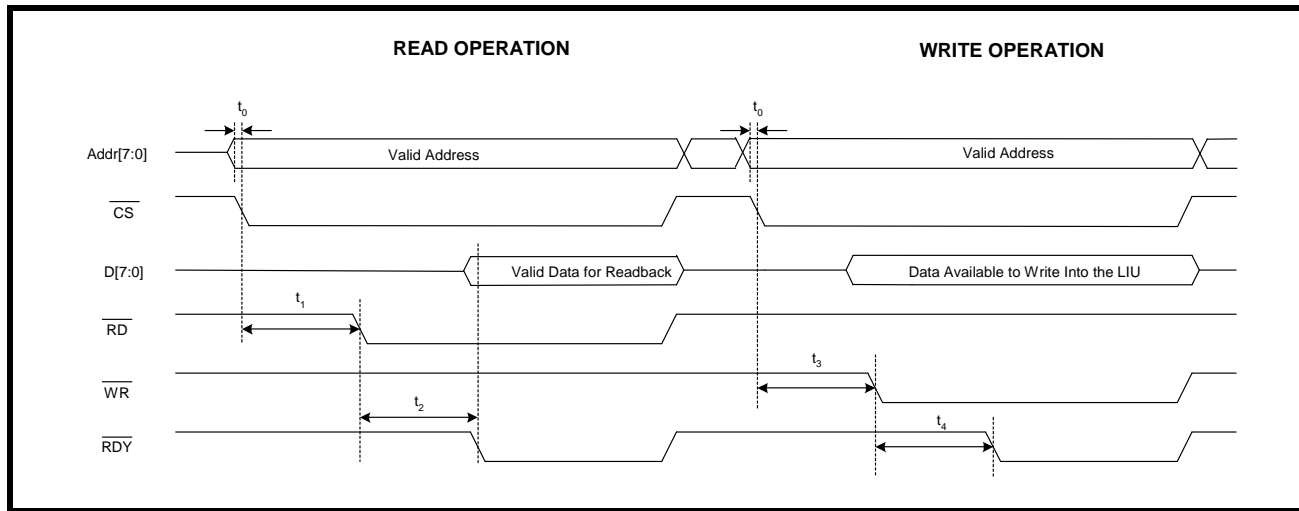 READ OPERATION
WRITE OPERATION
t0
t0
Addr[7:0]
Valid Address
Valid Address
CS
D[7:0]
Valid Data for Readback
Data Available to Write Into the LIU
t1
RD
t3
WR
t2
t4
RDY